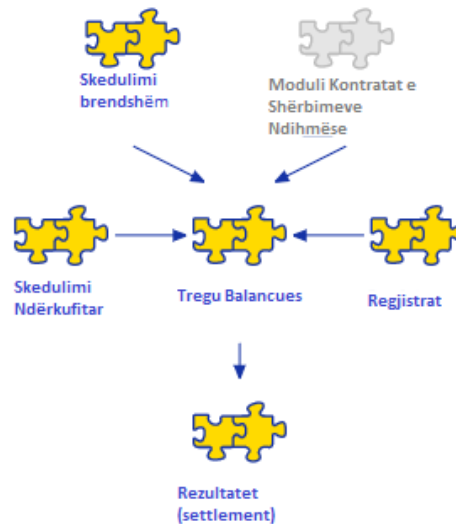 Skedulimi
brendshëm
Moduli Kontratat e
Shërbimeve
Ndihmëse
Skedulimi
Ndërkufitar
Tregu Balancues
Regjistrat
Rezultatet
(settlement)